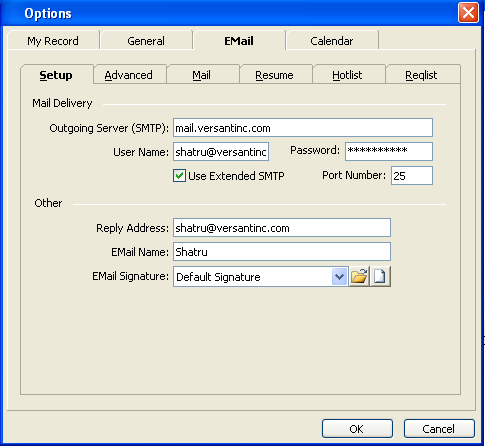 Options
My Record General EMail Calendar
Setup Advanced Mail Resume Hotlist Reqlist
Mail Delivery
Outgoing Server (SMTP): mail.versantinc.com
User Name: shatru@versantinc Password: **********
Use Extended SMTP Port Number: 25
Other
Reply Address: shatru@versantinc.com
EMail Name: Shatru
EMail Signature: Default Signature
OK Cancel